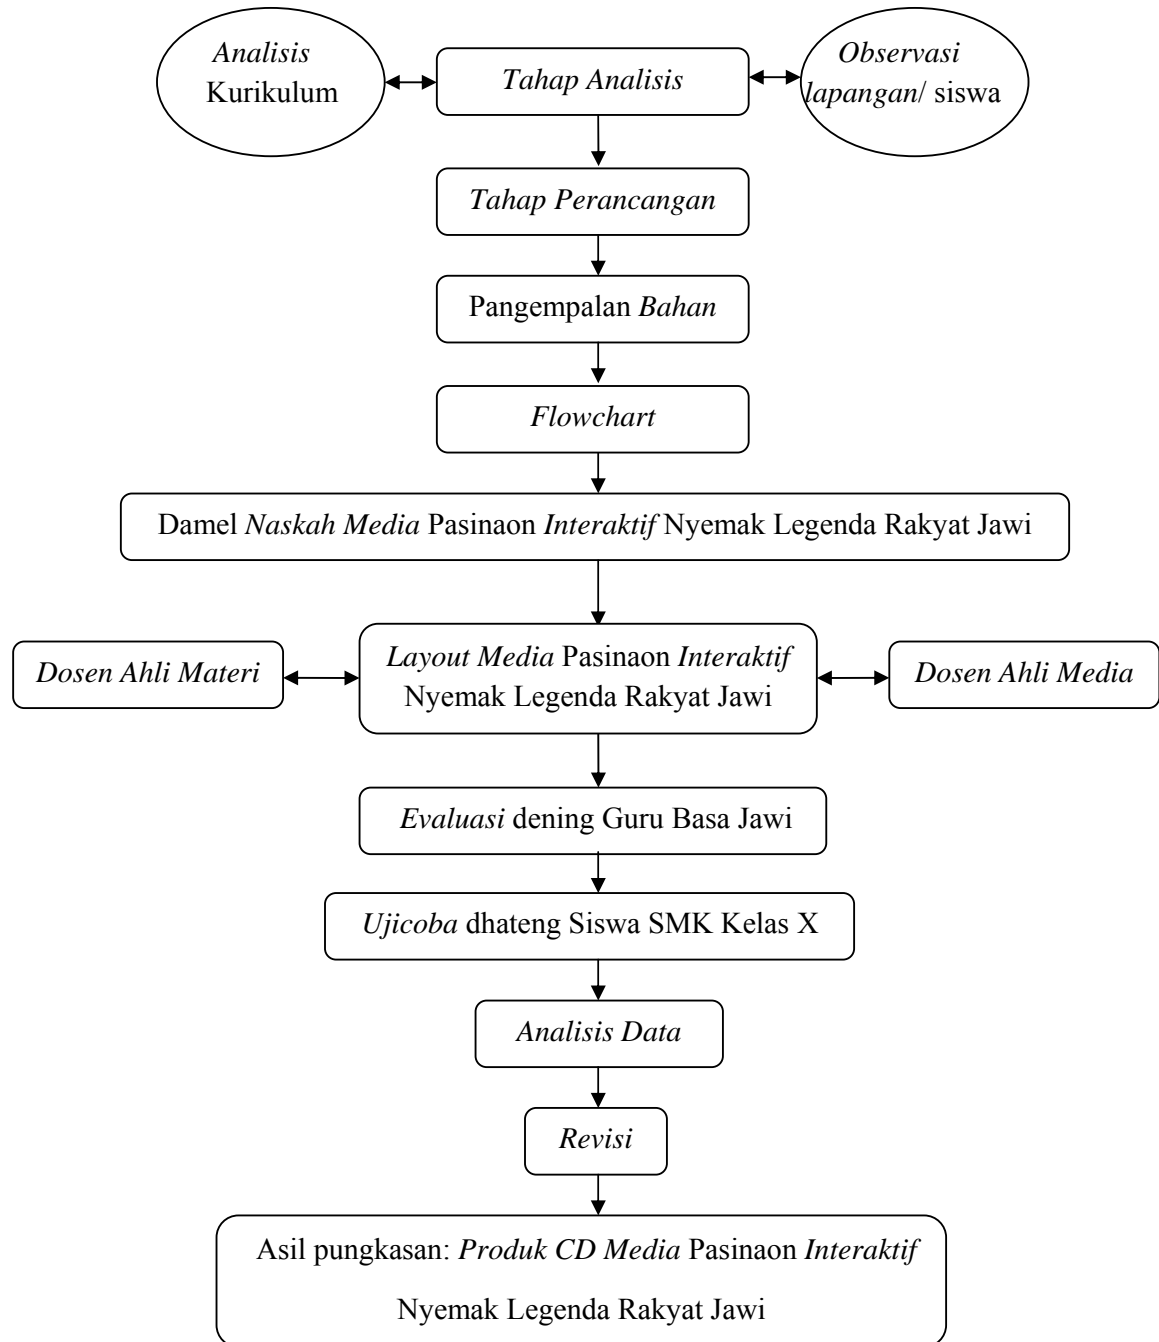 Analisis
Kurikulum
Tahap Analisis
Observasi
lapangan/ siswa
Tahap Perancangan
Pangempalan Bahan
Flowchart
Damel Naskah Media Pasinaon Interaktif Nyemak Legenda Rakyat Jawi
Dosen Ahli Materi
Layout Media Pasinaon Interaktif
Nyemak Legenda Rakyat Jawi
Dosen Ahli Media
Evaluasi dening Guru Basa Jawi
Ujicoba dhateng Siswa SMK Kelas X
Analisis Data
Revisi
Asil pungkasan: Produk CD Media Pasinaon Interaktif
Nyemak Legenda Rakyat Jawi